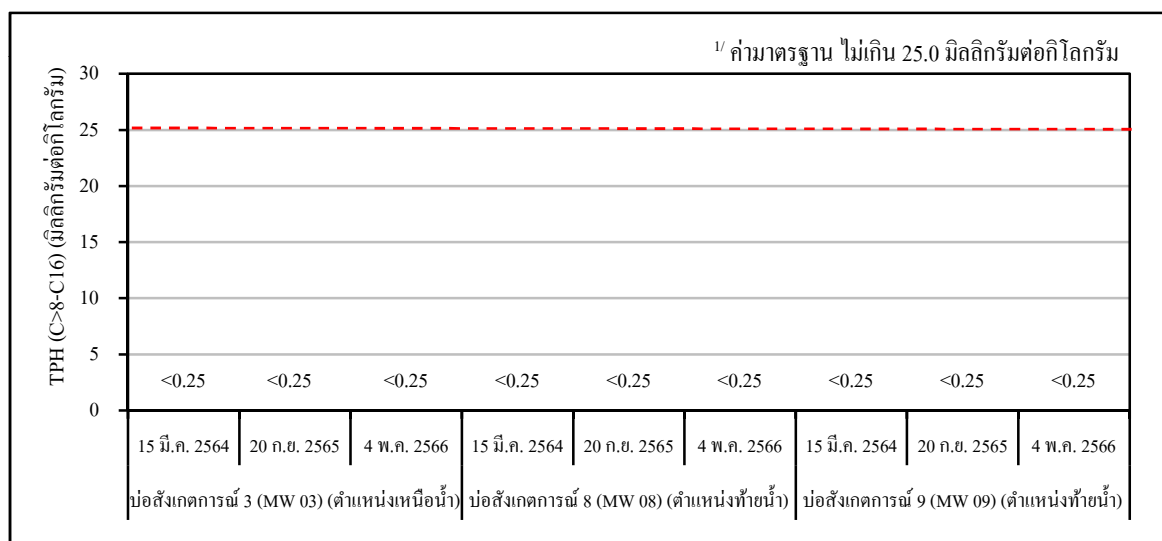 1/ ค่ามาตรฐาน ไม่เกิน 25.0 มิลลิกรัมต่อกิโลกรัม
TPH (C>8-C16) (มิลลิกรัมต่อกิโลกรัม)
30
25
20
15
10
5
0
<0.25 <0.25 <0.25 <0.25 <0.25 <0.25 <0.25 <0.25 <0.25
15 มี.ค. 2564 20 ก.ย. 2565 4 พ.ค. 2566 15 มี.ค. 2564 20 ก.ย. 2565 4 พ.ค. 2566 15 มี.ค. 2564 20 ก.ย. 2565 4 พ.ค. 2566
บ่อสังเกตการณ์ 3 (MW 03) (ตำแหน่งเหนือน้ำ) บ่อสังเกตการณ์ 8 (MW 08) (ตำแหน่งท้ายน้ำ) บ่อสังเกตการณ์ 9 (MW 09) (ตำแหน่งท้ายน้ำ)